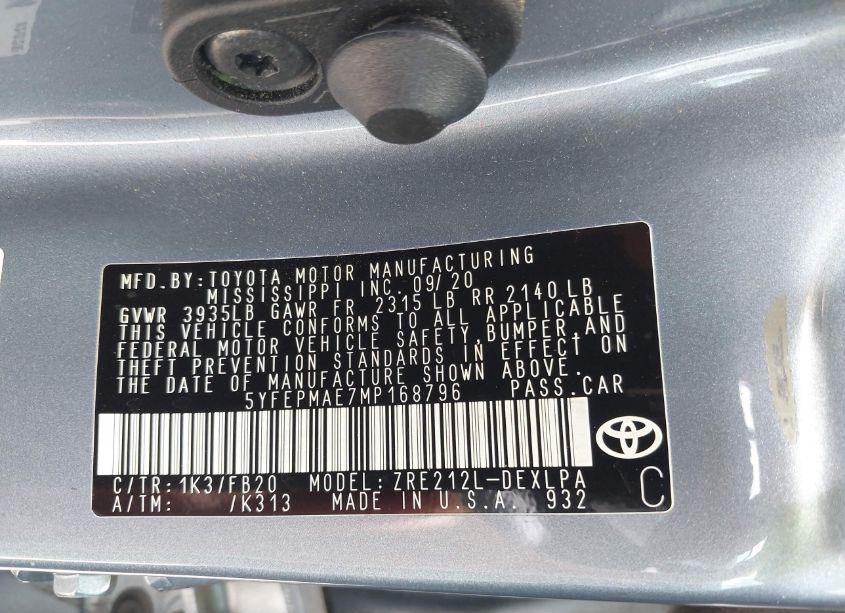 MFD.BY:TOYOTA MOTOR MANUFACTURING
MISSISSIPPI INC. 09/20
GVWR 3935LB GAWR FR 2315 LB RR 2140 LB
THIS VEHICLE CONFORMS TO ALL APPLICABLE
FEDERAL MOTOR VEHICLE SAFETY,BUMPER,AND
THEFT PREVENTION STANDARDS IN EFFECT ON
THE DATE OF MANUFACTURE SHOWN ABOVE.
5YFEPMAE7MP168796 PASS.CAR
C/TR:1K3/FB20 MODEL: ZRE212L-DEXLPA
A/TM: /K313 MADE IN U.S.A. 932
C